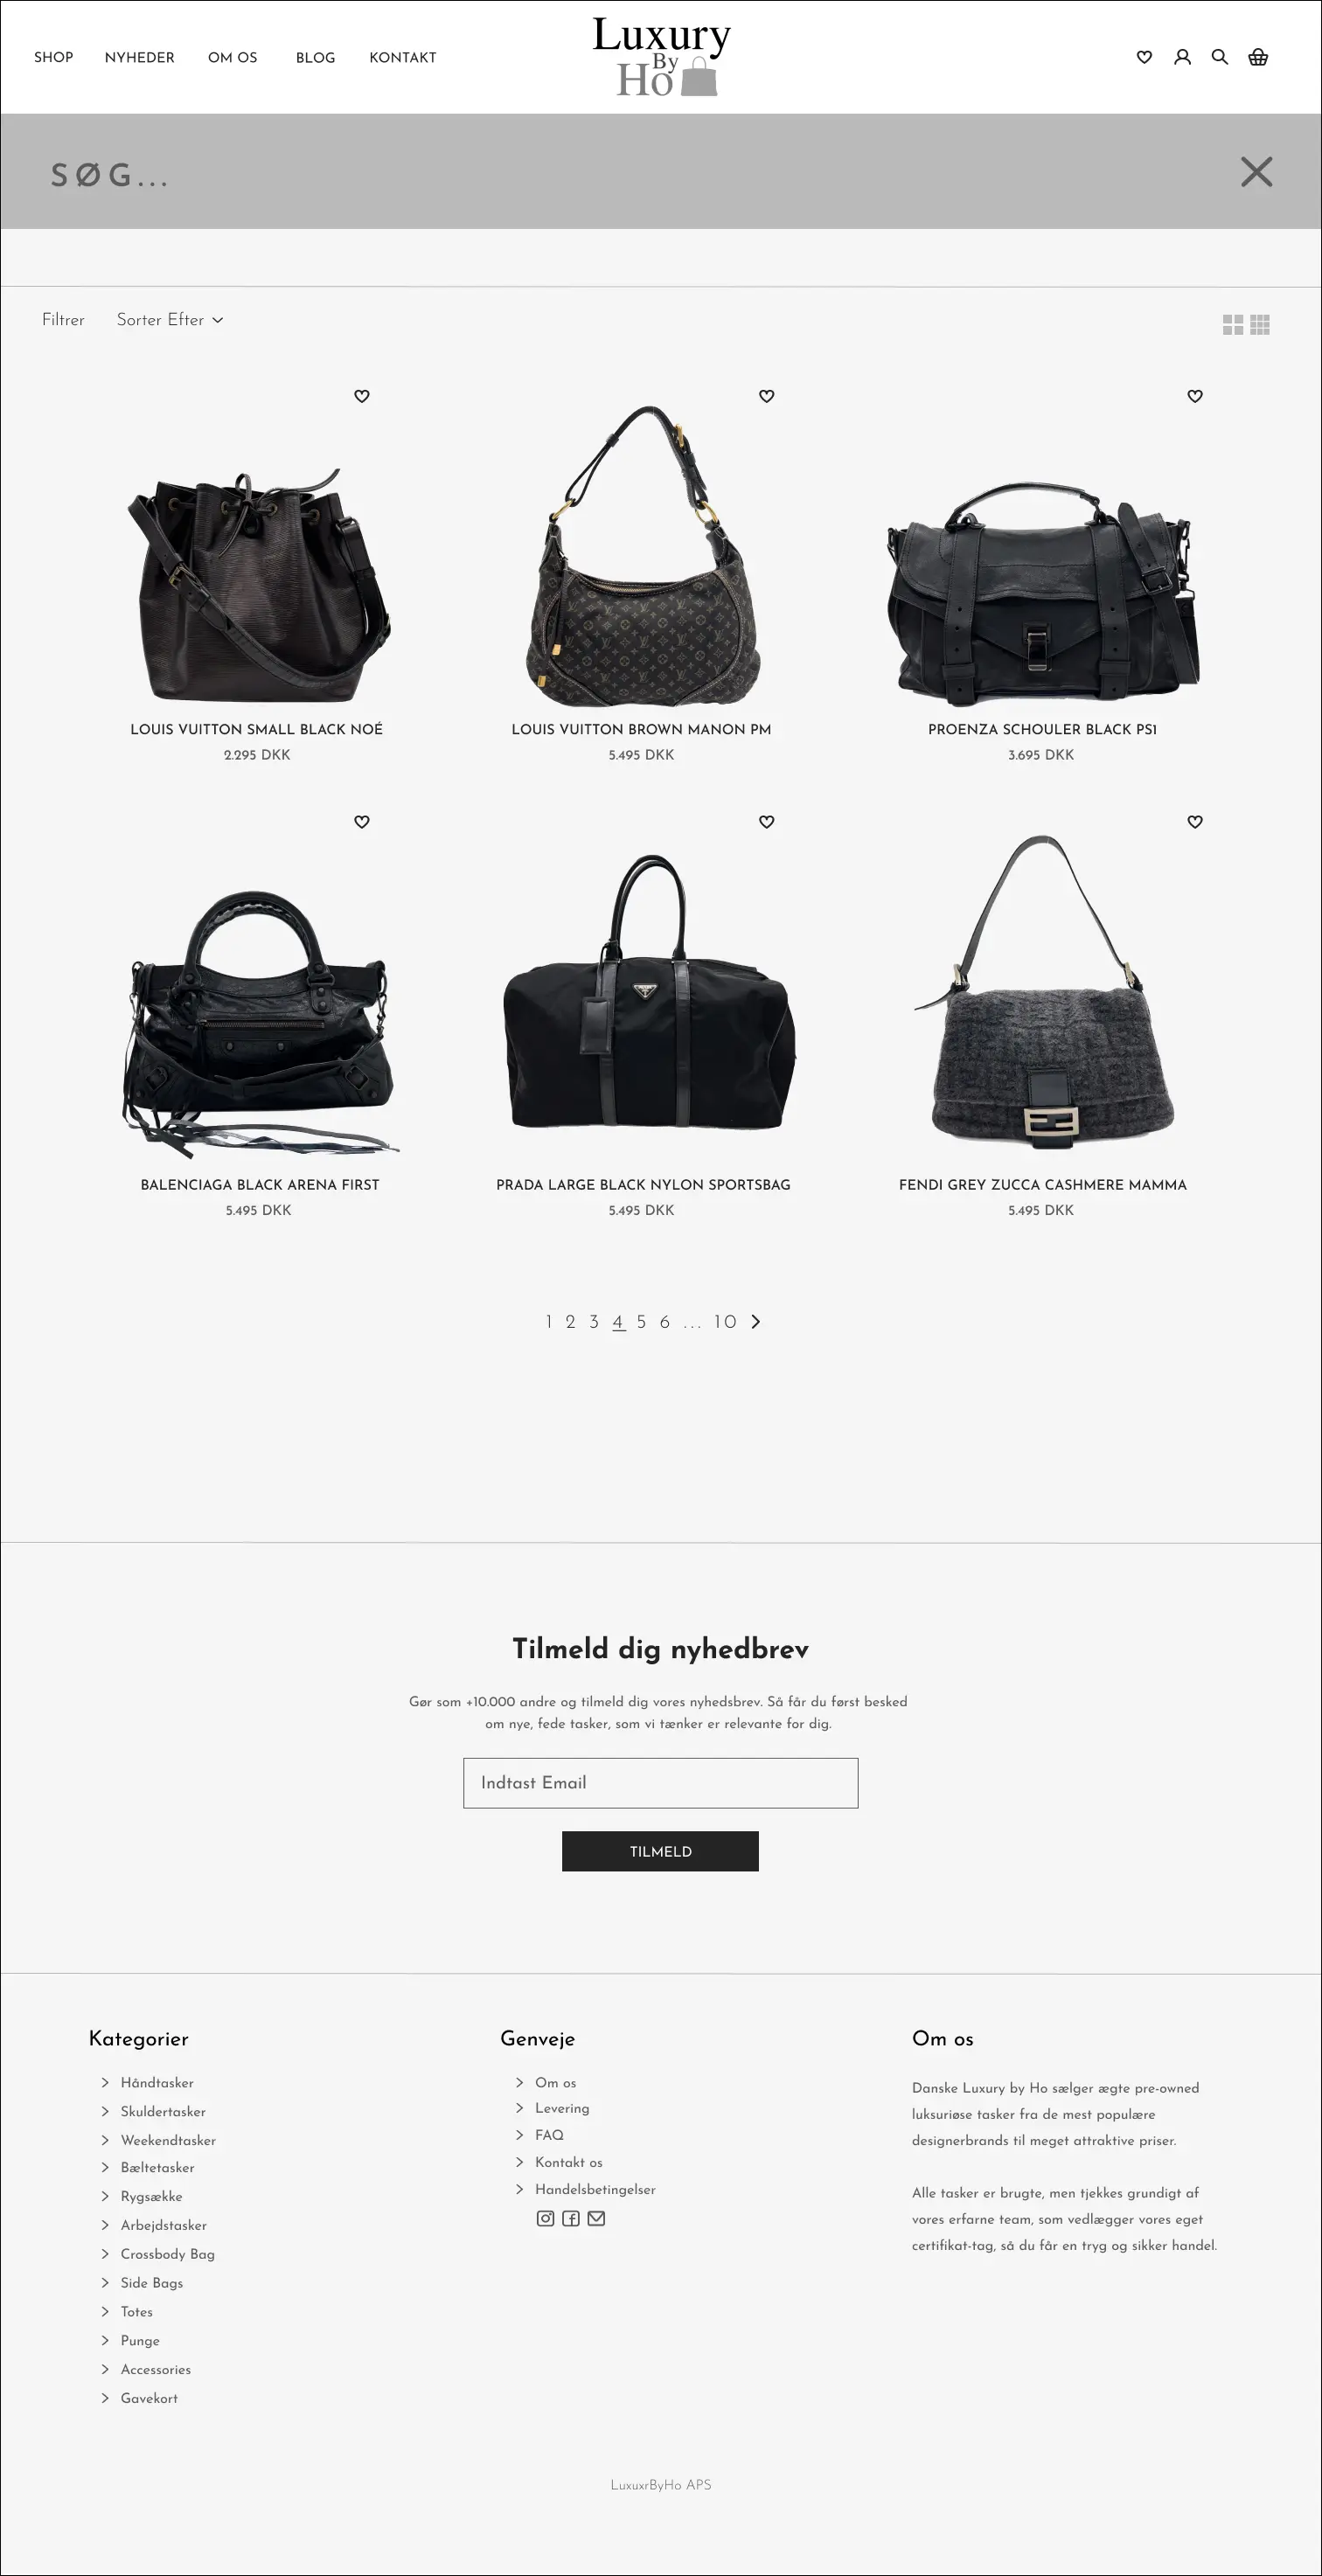 SHOP NYHEDER OM OS BLOG KONTAKT
Luxury
By
Ho
SØG...
Filtrer Sorter Efter
LOUIS VUITTON SMALL BLACK NOÉ
2.295 DKK
LOUIS VUITTON BROWN MANON PM
5.495 DKK
PROENZA SCHOULER BLACK PS1
3.695 DKK
BALENCIAGA BLACK ARENA FIRST
5.495 DKK
PRADA LARGE BLACK NYLON SPORTSBAG
5.495 DKK
FENDI GREY ZUCCA CASHMERE MAMMA
5.495 DKK
1 2 3 4 5 6 ... 10
Tilmeld dig nyhedbrev
Gør som +10.000 andre og tilmeld dig vores nyhedsbrev. Så får du først besked
om nye, fede tasker, som vi tænker er relevante for dig.
Indtast Email
TILMELD
Kategorier
Håndtasker
Skuldertasker
Weekendtasker
Bæltetasker
Rygsække
Arbejdstasker
Crossbody Bag
Side Bags
Totes
Punge
Accessories
Gavekort
Genveje
Om os
Levering
FAQ
Kontakt os
Handelsbetingelser
Om os
Danske Luxury by Ho sælger ægte pre-owned
luksuriøse tasker fra de mest populære
designerbrands til meget attraktive priser.
Alle tasker er brugte, men tjekkes grundigt af
vores erfarne team, som vedlægger vores eget
certifikat-tag, så du får en tryg og sikker handel.
LuxuxrByHo APS